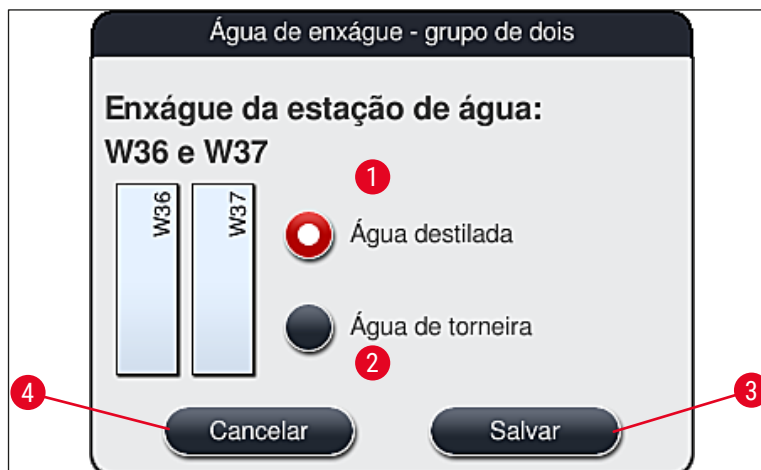 Água de enxágue - grupo de dois
Enxágue da estação de água:
W36 e W37
W36
W37
1
Água destilada
Água de torneira
2
4
Cancelar
Salvar
3